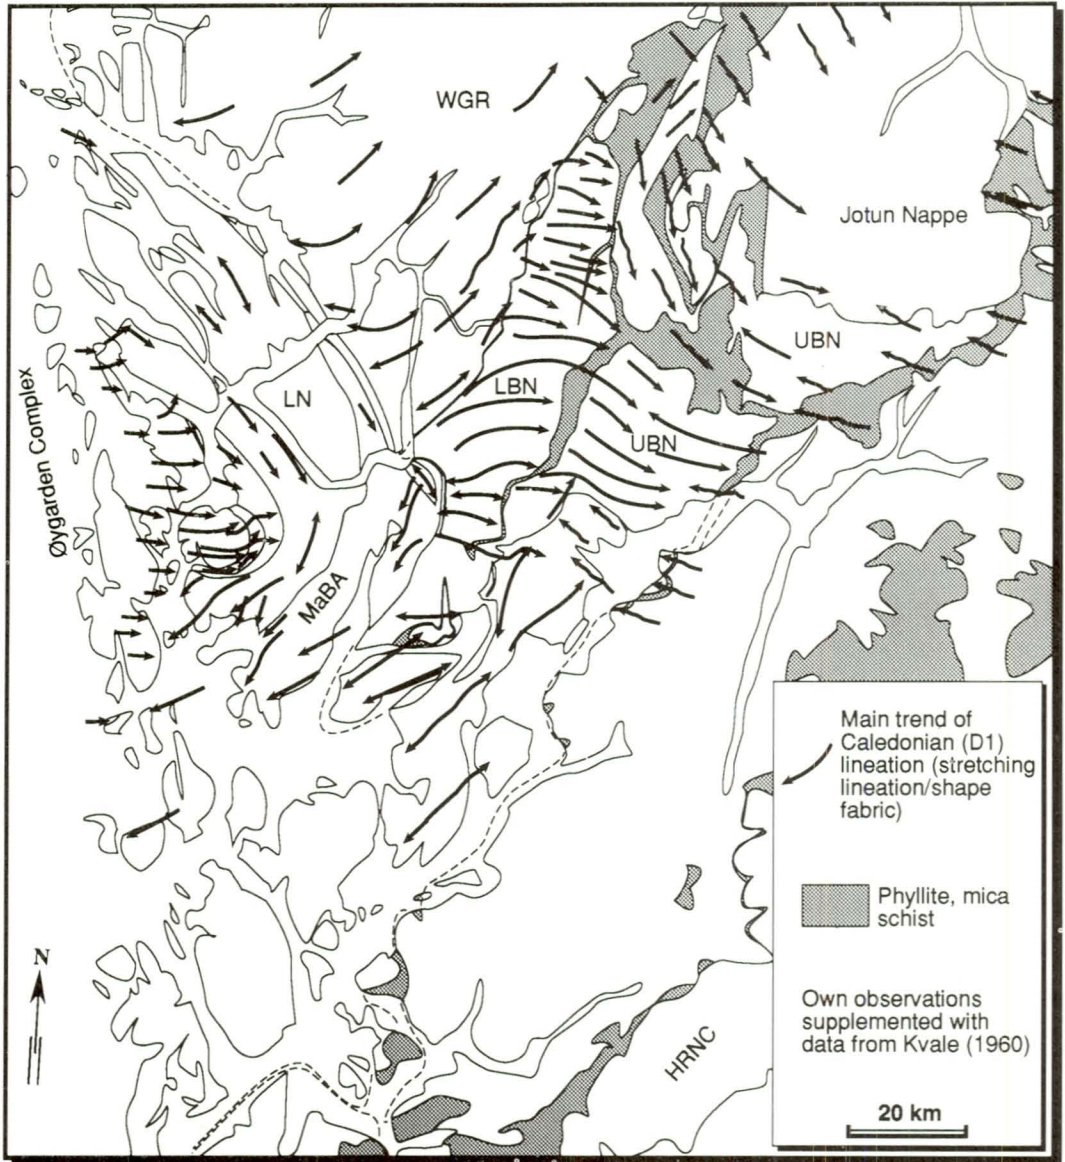 WGR
Jotun Nappe
UBN
LN
LBN
UBN
Øygarden Complex
MaBA
HRNC
N
Main trend of
Caledonian (D1)
lineation (stretching
lineation/shape
fabric)
Phyllite, mica
schist
Own observations
supplemented with
data from Kvale (1960)
20 km